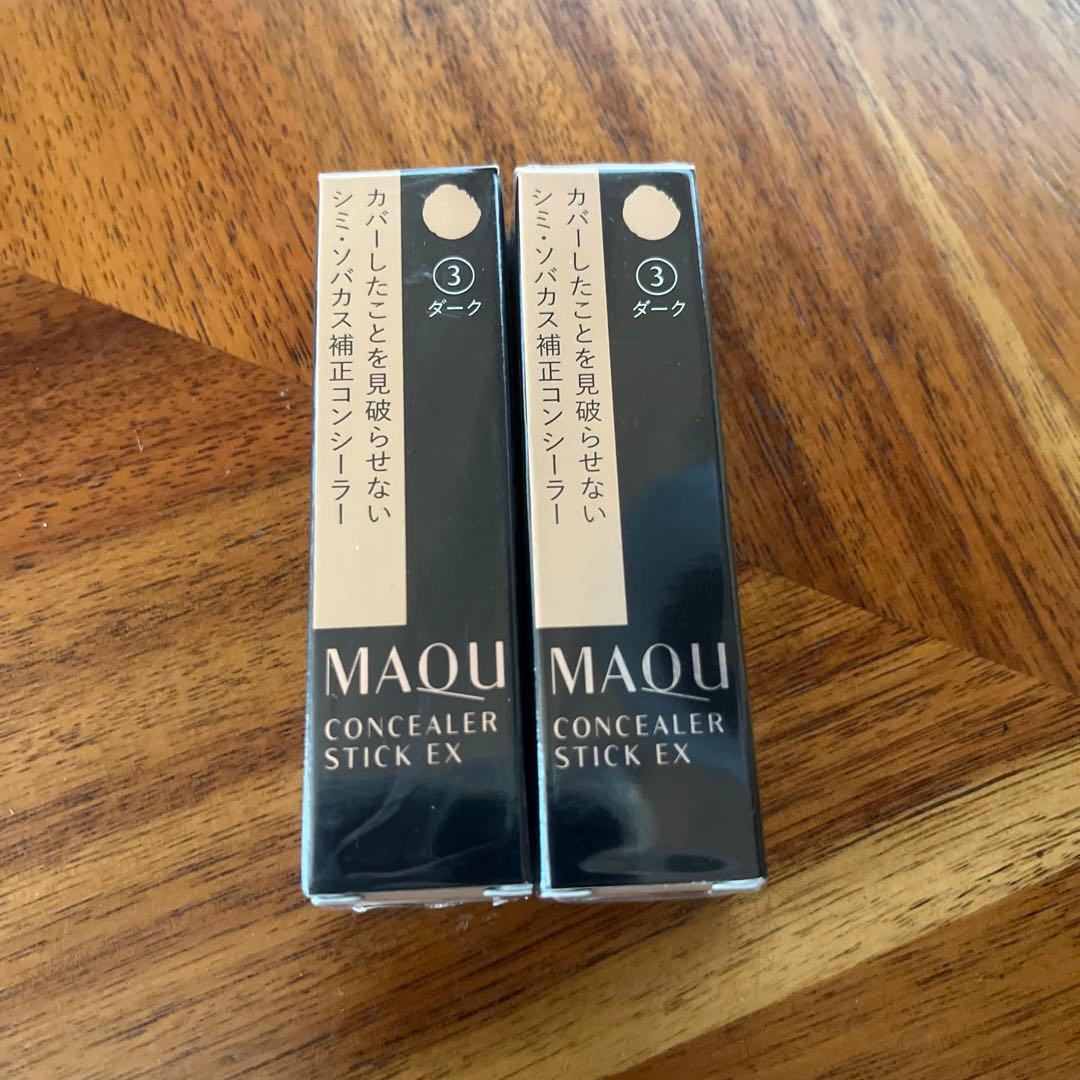 カバーしたことを見破らせない
シミ・ソバカス補正コンシーラー
③
ダーク
MAQU
CONCEALER
STICK EX
カバーしたことを見破らせない
シミ・ソバカス補正コンシーラー
③
ダーク
MAQU
CONCEALER
STICK EX